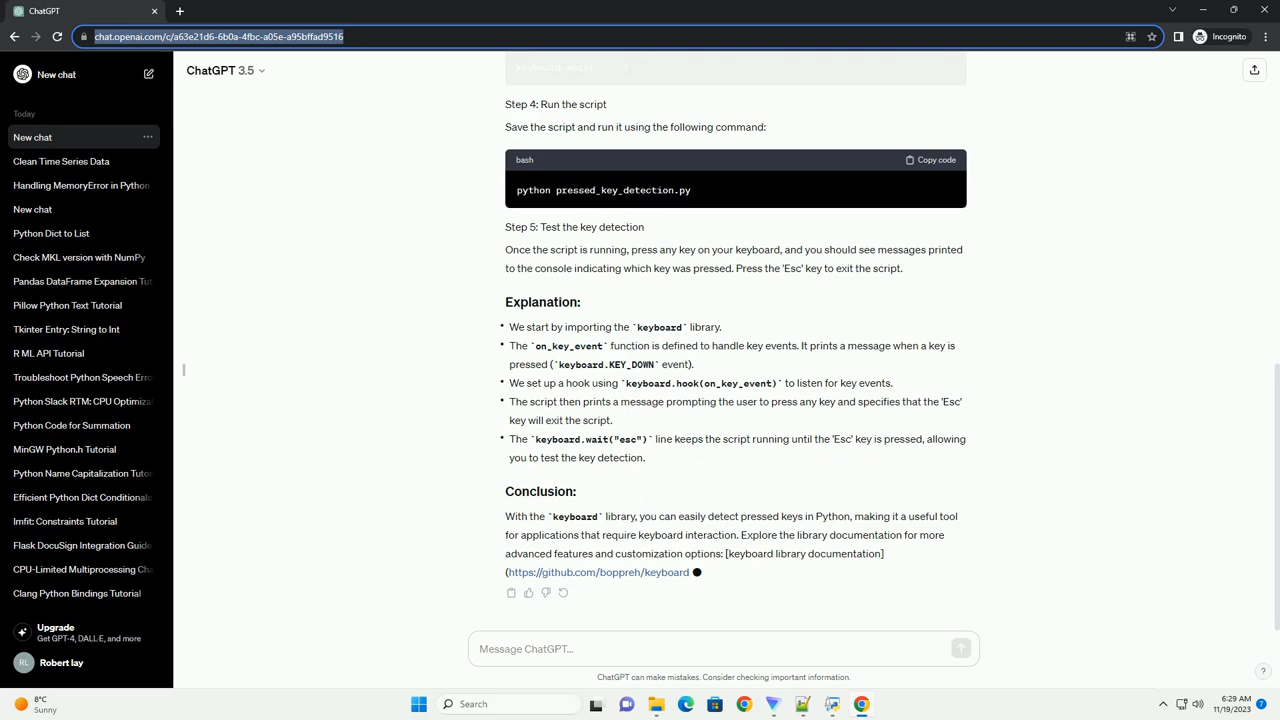 ChatGPT
chat.openai.com/c/a63e21d6-6b0a-4fbc-a05e-a95bffad9516
Incognito
New chat
Today
New chat
Clean Time Series Data
Handling MemoryError in Python
New chat
Python Dict to List
Check MKL version with NumPy
Pandas DataFrame Expansion Tut
Pillow Python Text Tutorial
Tkinter Entry: String to Int
R ML API Tutorial
Troubleshoot Python Speech Erro
Python Slack RTM: CPU Optimiza
Python Code for Summation
MinGW Python.h Tutorial
Python Name Capitalization Tutor
Efficient Python Dict Conditionals
Imfit: Constraints Tutorial
Flask DocuSign Integration Guide
CPU-Limited Multiprocessing Cha
Clang Python Bindings Tutorial
Upgrade
Get GPT-4, DALL·E, and more
RL Robert lay
ChatGPT 3.5
Step 4: Run the script
Save the script and run it using the following command:
bash Copy code
python pressed_key_detection.py
Step 5: Test the key detection
Once the script is running, press any key on your keyboard, and you should see messages printed
to the console indicating which key was pressed. Press the 'Esc' key to exit the script.
Explanation:
• We start by importing the `keyboard` library.
• The `on_key_event` function is defined to handle key events. It prints a message when a key is
pressed (`keyboard.KEY_DOWN` event).
• We set up a hook using `keyboard.hook(on_key_event)` to listen for key events.
• The script then prints a message prompting the user to press any key and specifies that the 'Esc'
key will exit the script.
• The `keyboard.wait("esc")` line keeps the script running until the 'Esc' key is pressed, allowing
you to test the key detection.
Conclusion:
With the `keyboard` library, you can easily detect pressed keys in Python, making it a useful tool
for applications that require keyboard interaction. Explore the library documentation for more
advanced features and customization options: [keyboard library documentation]
(https://github.com/boppreh/keyboard
Message ChatGPT...
ChatGPT can make mistakes. Consider checking important information.
?
8°C
Sunny
Search
6:29 AM
11/19/2023
7